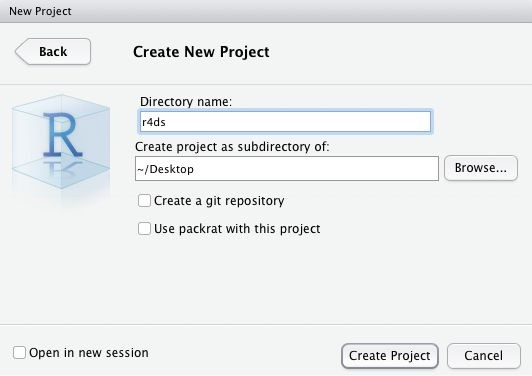 New Project
Back
Create New Project
R
Directory name:
r4ds
Create project as subdirectory of:
~/Desktop
Browse...
Create a git repository
Use packrat with this project
Open in new session
Create Project
Cancel